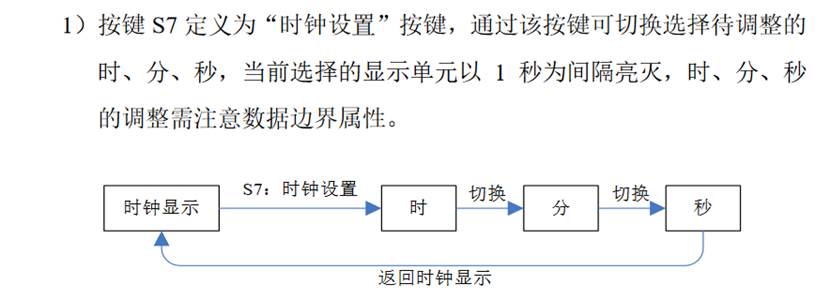 1）按键 S7 定义为“时钟设置”按键，通过该按键可切换选择待调整的
时、分、秒，当前选择的显示单元以 1 秒为间隔亮灭，时、分、秒
的调整需注意数据边界属性。
时钟显示
S7：时钟设置
时
切换
分
切换
秒
返回时钟显示